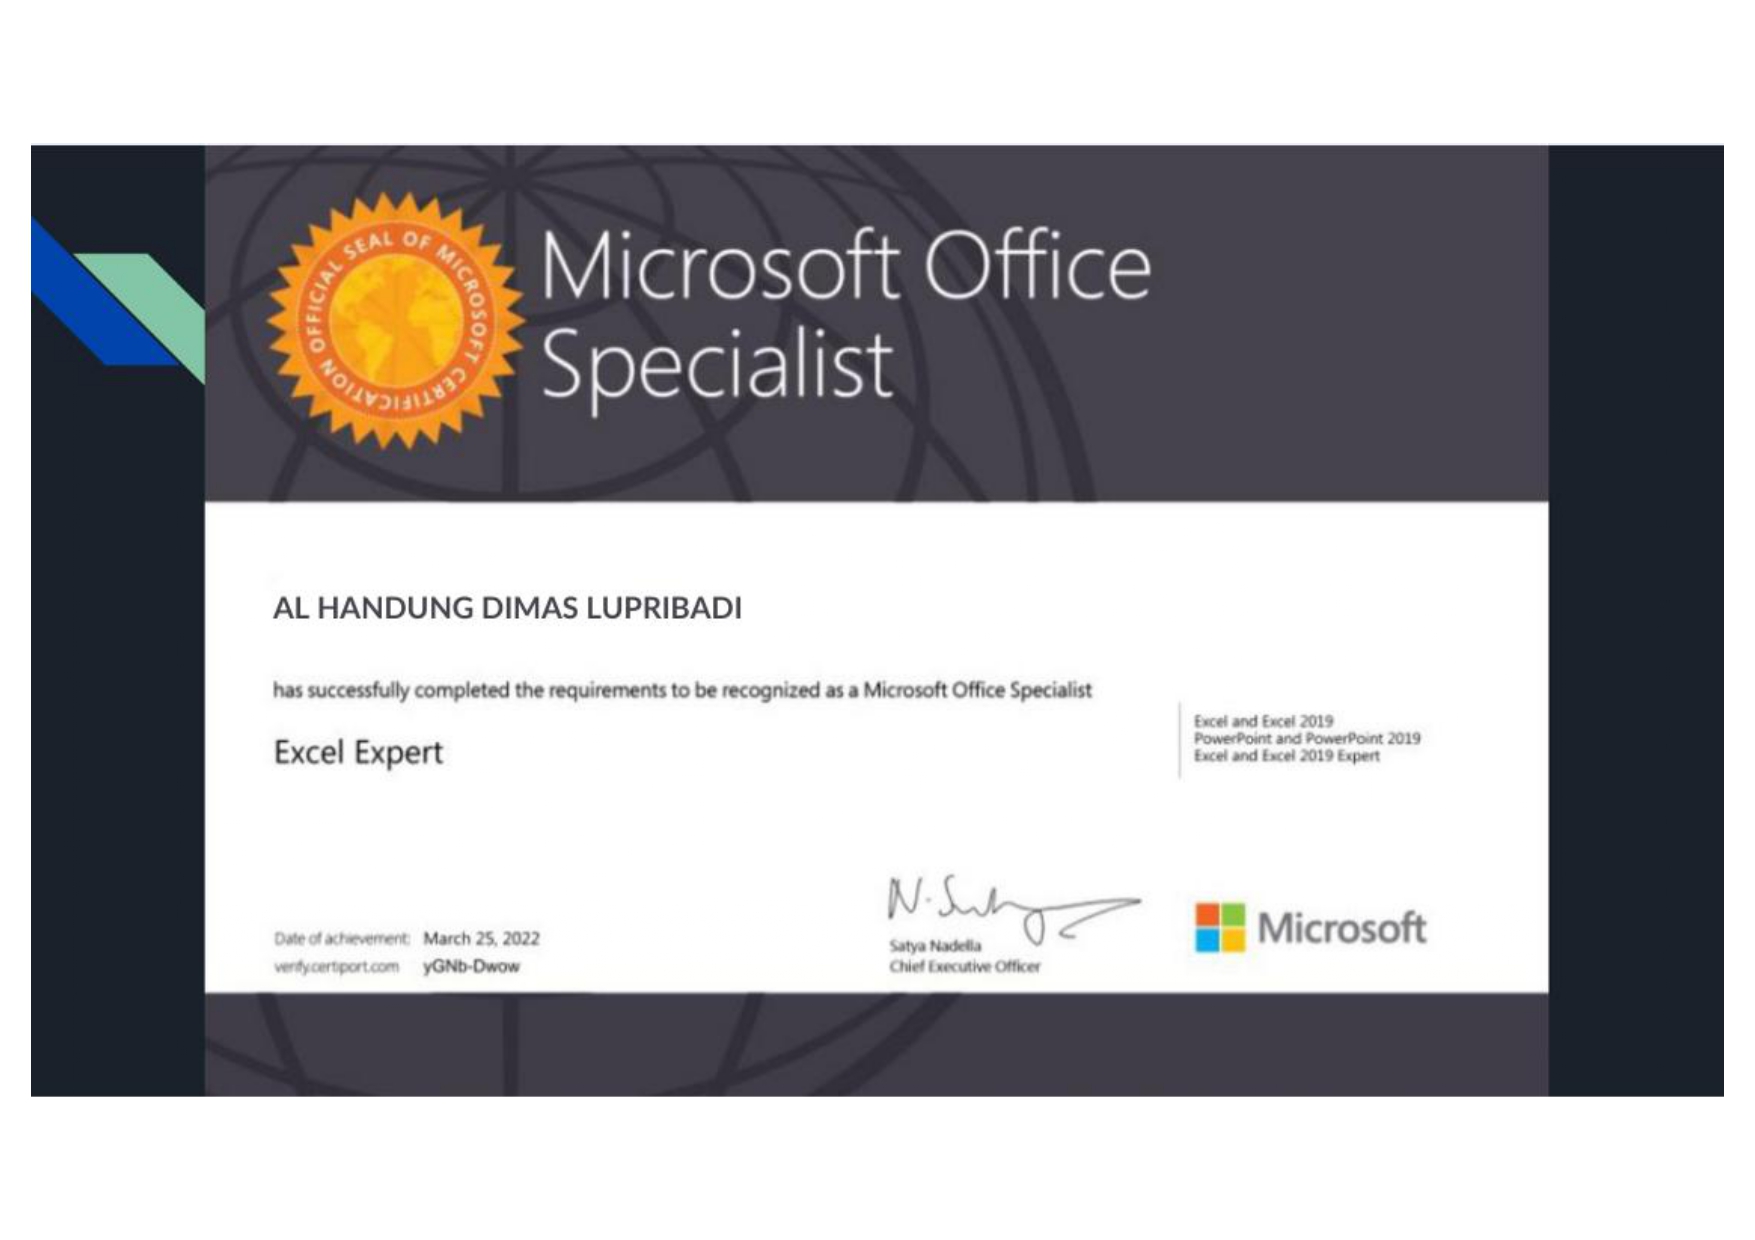 OFFICIAL SEAL OF MICROSOFT CERTIFICATION
Microsoft Office
Specialist
AL HANDUNG DIMAS LUPRIBADI
has successfully completed the requirements to be recognized as a Microsoft Office Specialist
Excel Expert
Excel and Excel 2019
PowerPoint and PowerPoint 2019
Excel and Excel 2019 Expert
Date of achievement: March 25, 2022
verify.certiport.com yGNb-Dwow
Satya Nadella
Chief Executive Officer
Microsoft